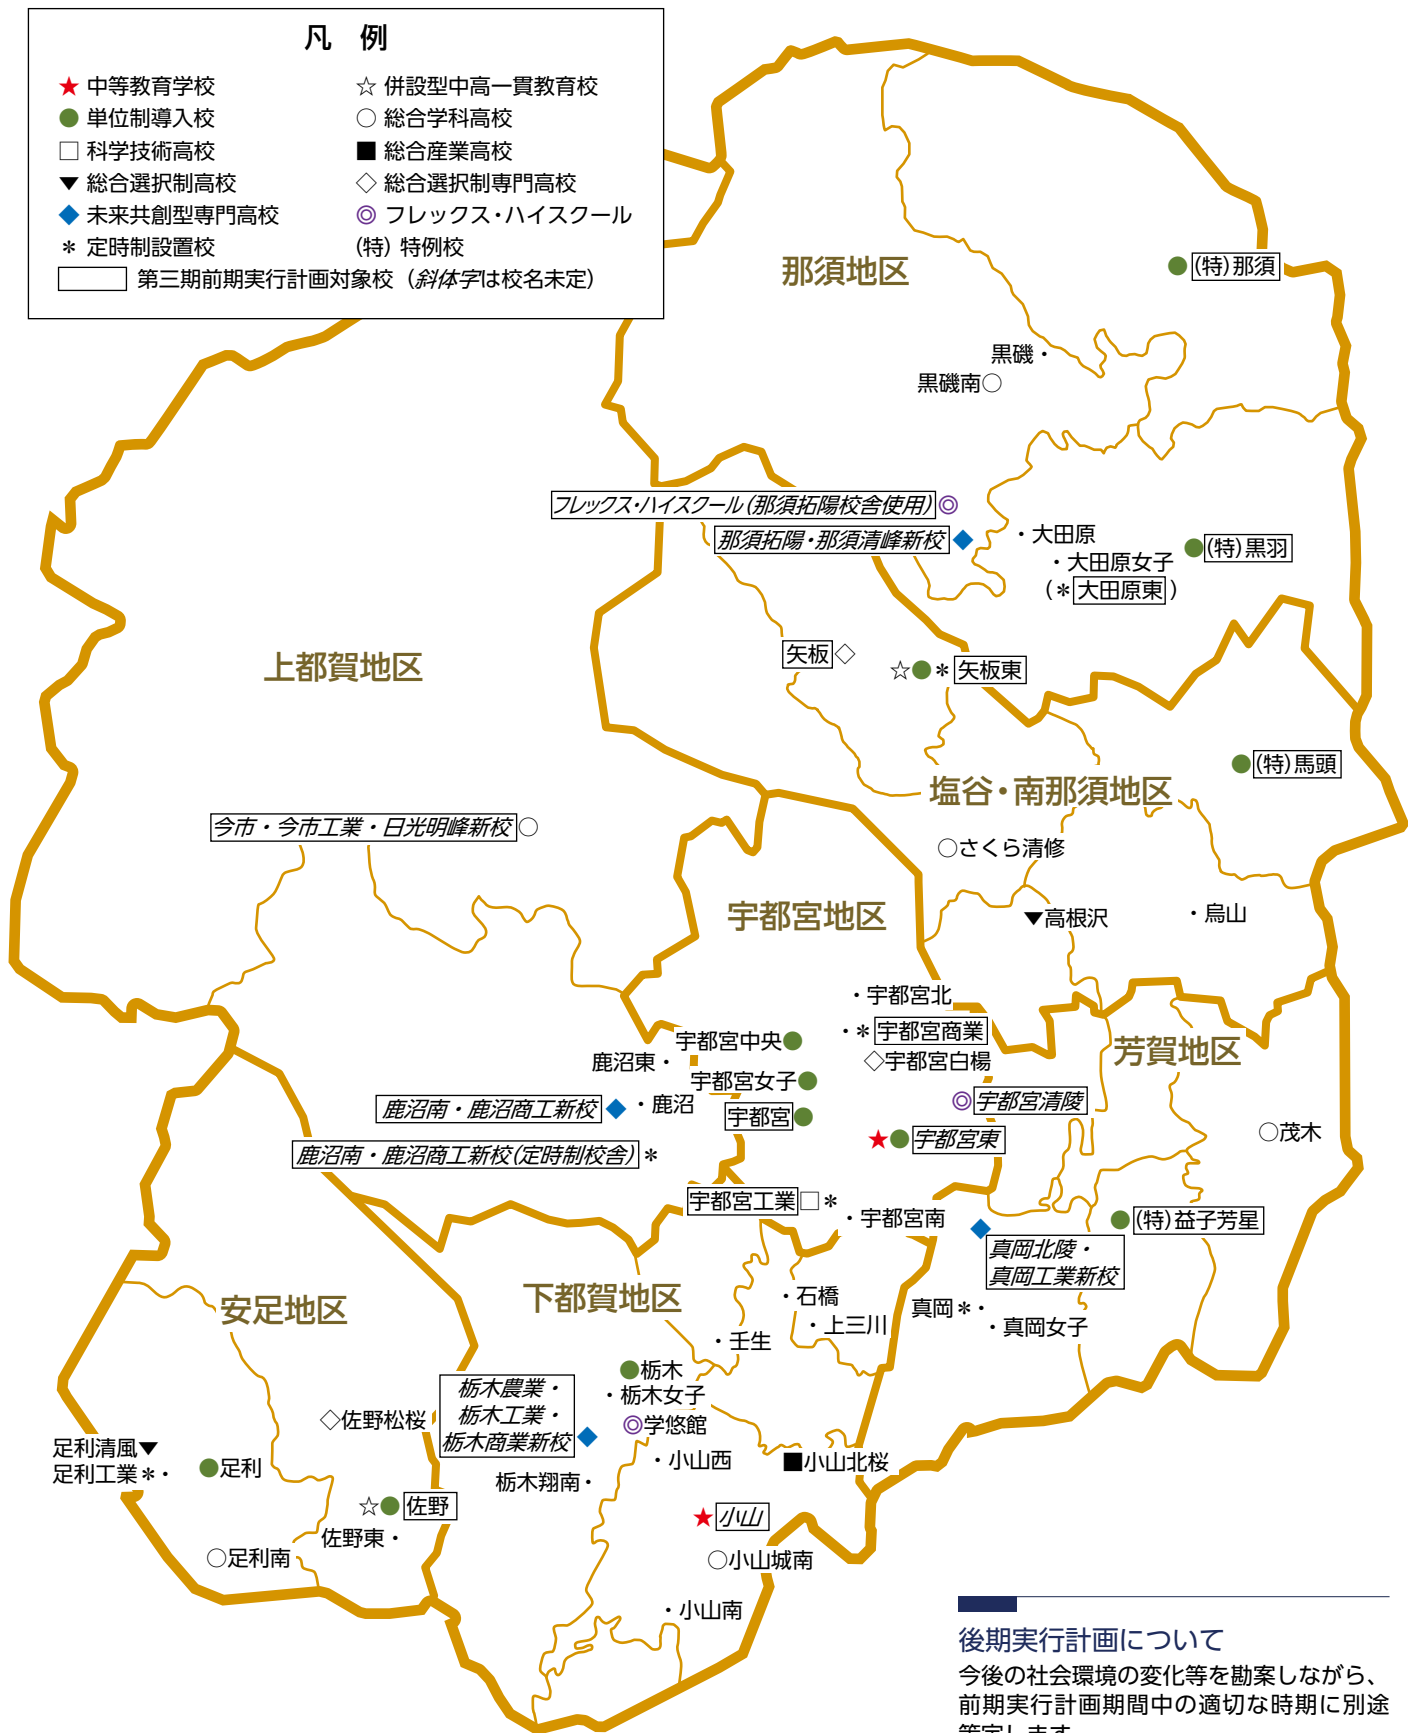 凡 例
★ 中等教育学校
☆ 併設型中高一貫教育校
● 単位制導入校
○ 総合学科高校
□ 科学技術高校
■ 総合産業高校
▼ 総合選択制高校
◇ 総合選択制専門高校
◆ 未来共創型専門高校
◎ フレックス・ハイスクール
* 定時制設置校
(特) 特例校
第三期前期実行計画対象校（斜体字は校名未定）
那須地区
●(特)那須
黒磯・
黒磯南○
フレックス・ハイスクール(那須拓陽校舎使用)◎
那須拓陽・那須清峰新校◆
・大田原
・大田原女子
(*大田原東)
●(特)黒羽
上都賀地区
矢板◇
☆●*矢板東
●(特)馬頭
塩谷・南那須地区
今市・今市工業・日光明峰新校○
○さくら清修
宇都宮地区
▼高根沢
・烏山
・宇都宮北
・*宇都宮商業
宇都宮中央●
◇宇都宮白楊
芳賀地区
鹿沼東・
宇都宮女子●
◎宇都宮清陵
鹿沼南・鹿沼商工新校◆
・鹿沼
宇都宮●
★●宇都宮東
○茂木
鹿沼南・鹿沼商工新校(定時制校舎)*
宇都宮工業□*
・宇都宮南
●(特)益子芳星
◆
真岡北陵・
真岡工業新校
下都賀地区
安足地区
・石橋
・上三川
真岡*・
・真岡女子
・壬生
●栃木
・栃木女子
栃木農業・
栃木工業・
栃木商業新校◆
◇佐野松桜
◎学悠館
足利清風▼
足利工業*・
●足利
・小山西
■小山北桜
栃木翔南・
☆●佐野
★小山
佐野東・
○足利南
○小山城南
・小山南
後期実行計画について
今後の社会環境の変化等を勘案しながら、
前期実行計画期間中の適切な時期に別途
策定します